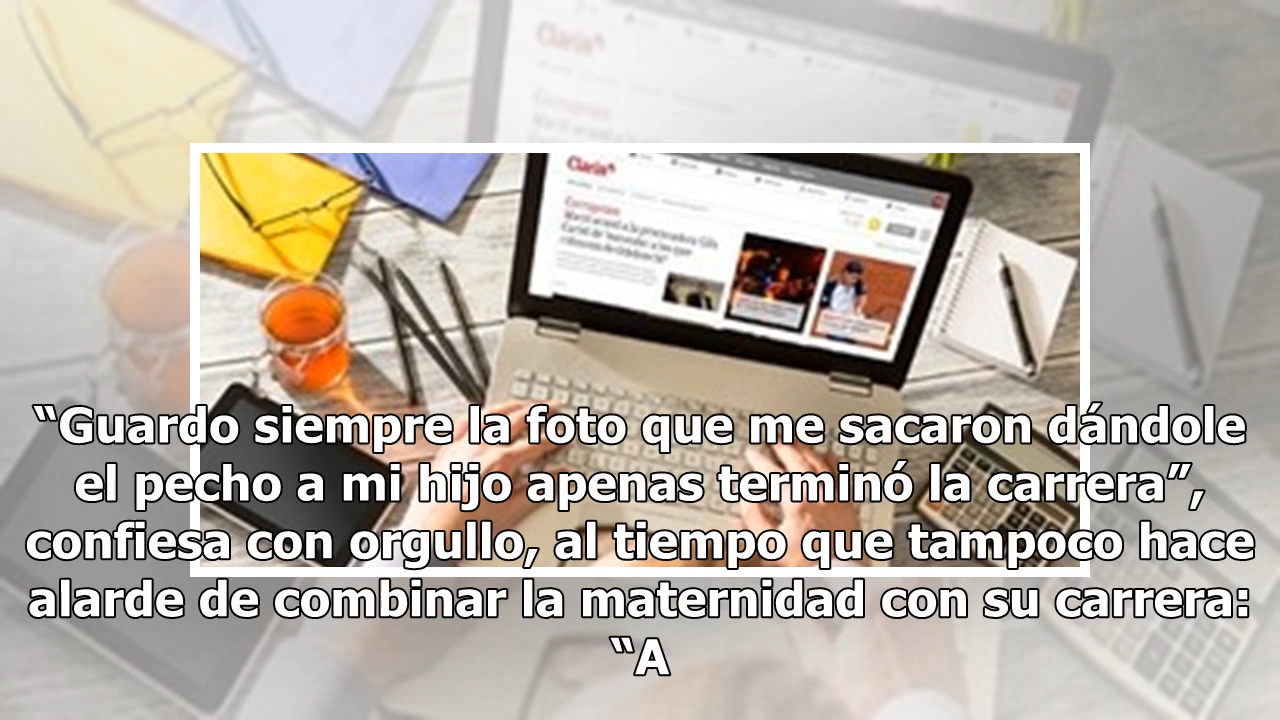 Clarín
“Guardo siempre la foto que me sacaron dándole
el pecho a mi hijo apenas terminó la carrera”,
confiesa con orgullo, al tiempo que tampoco hace
alarde de combinar la maternidad con su carrera:
“A